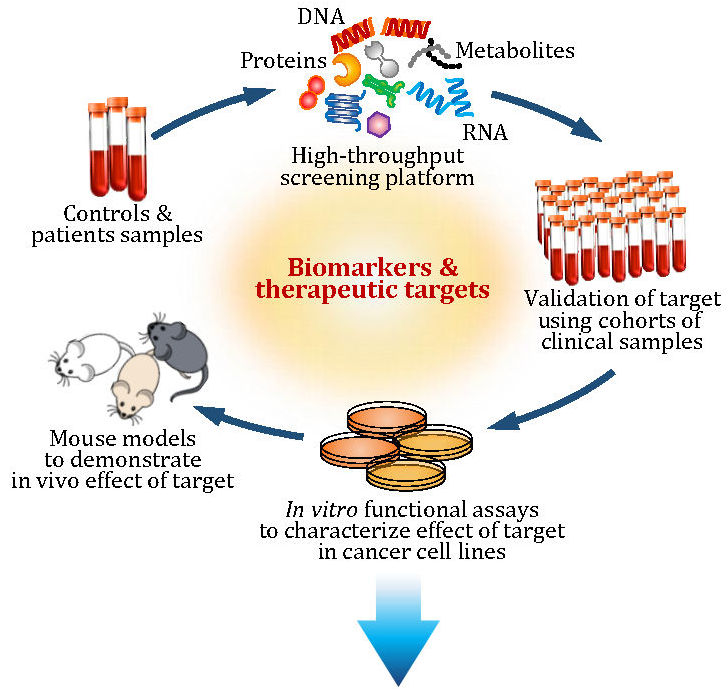 DNA
Proteins
Metabolites
RNA
High-throughput
screening platform
Controls &
patients samples
Biomarkers &
therapeutic targets
Validation of target
using cohorts of
clinical samples
Mouse models
to demonstrate
in vivo effect of target
In vitro functional assays
to characterize effect of target
in cancer cell lines